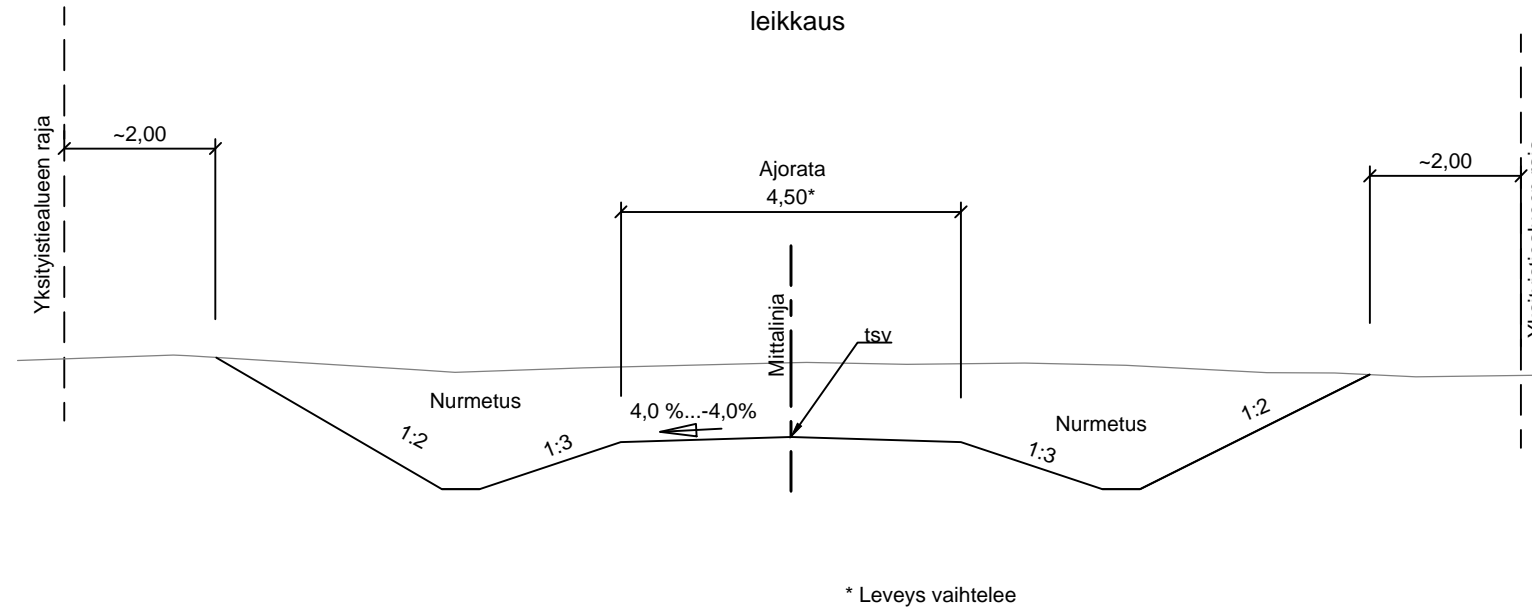 leikkaus
Yksityistiealueen raja
~2,00
Ajorata
4,50*
~2,00
Mittalinja
tsv
Nurmetus
4,0 %...-4,0%
Nurmetus
1:2
1:3
1:3
1:2
* Leveys vaihtelee